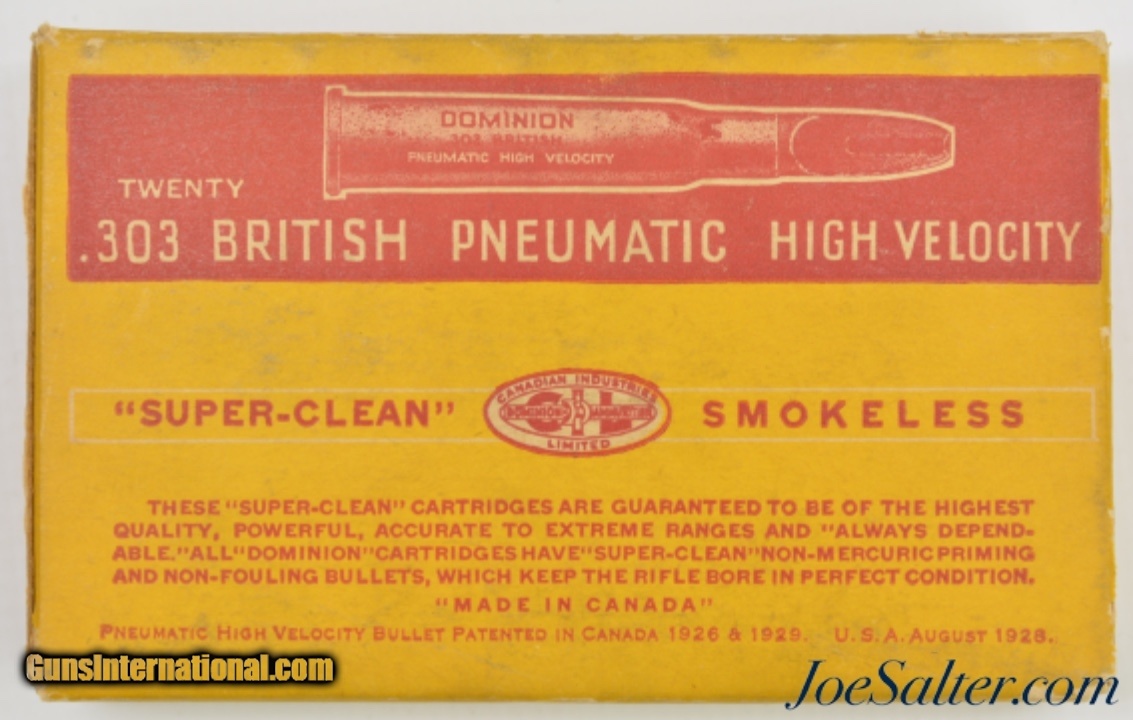 DOMINION
303 BRITISH
PNEUMATIC HIGH VELOCITY
TWENTY
.303 BRITISH PNEUMATIC HIGH VELOCITY
"SUPER-CLEAN"
CANADIAN INDUSTRIES
DOMINION AMMUNITION
CIL
LIMITED
SMOKELESS
THESE "SUPER-CLEAN" CARTRIDGES ARE GUARANTEED TO BE OF THE HIGHEST
QUALITY, POWERFUL, ACCURATE TO EXTREME RANGES AND "ALWAYS DEPEND-
ABLE." ALL "DOMINION" CARTRIDGES HAVE "SUPER-CLEAN" NON-MERCURIC PRIMING
AND NON-FOULING BULLETS, WHICH KEEP THE RIFLE BORE IN PERFECT CONDITION.
"MADE IN CANADA"
PNEUMATIC HIGH VELOCITY BULLET PATENTED IN CANADA 1926 & 1929. U.S.A. AUGUST 1928.
GunsInternational.com
JoeSalter.com